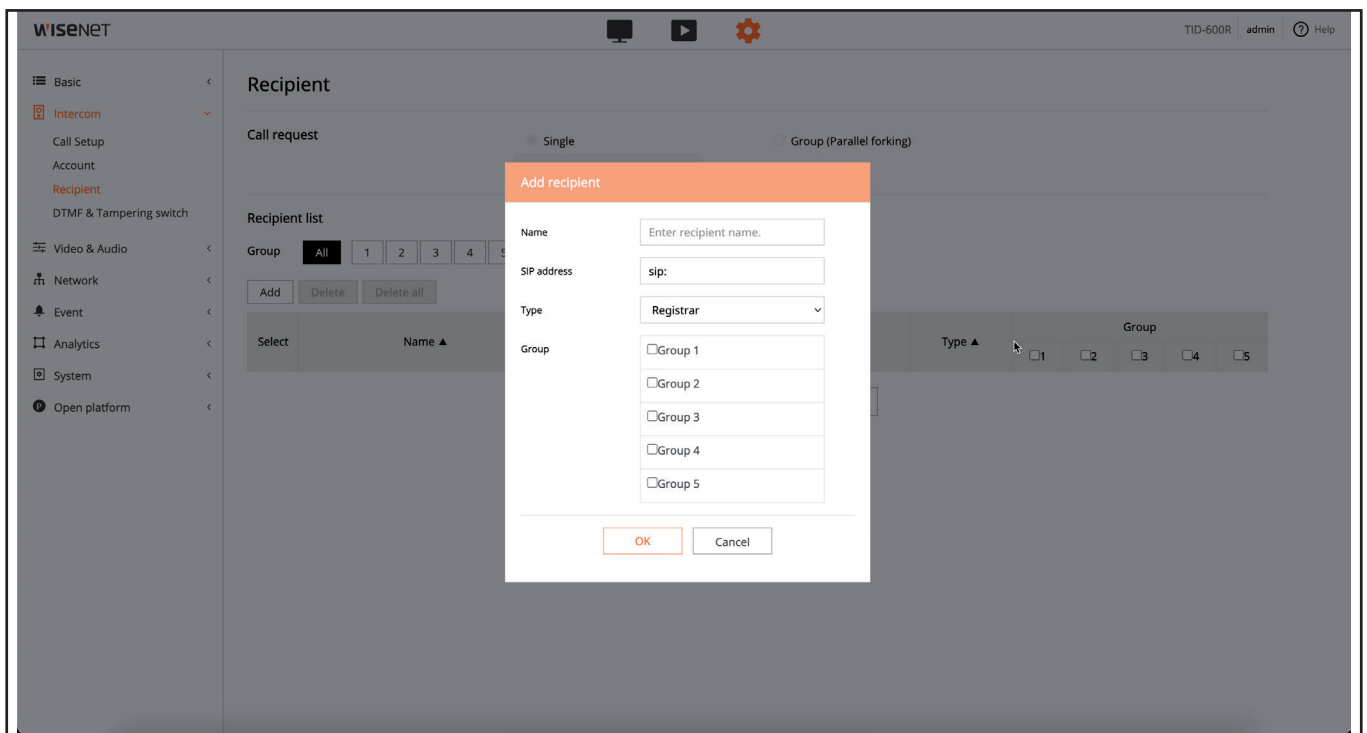 WISENET
TID-600R admin ? Help
Basic
Intercom
Call Setup
Account
Recipient
DTMF & Tampering switch
Video & Audio
Network
Event
Analytics
System
P Open platform
Recipient
Call request Single Group (Parallel forking)
Recipient list
Group All 1 2 3 4 5
Add Delete Delete all
Select Name ▲ Type ▲ Group
1 2 3 4 5
Add recipient
Name Enter recipient name.
SIP address sip:
Type Registrar
Group Group 1
Group 2
Group 3
Group 4
Group 5
OK Cancel